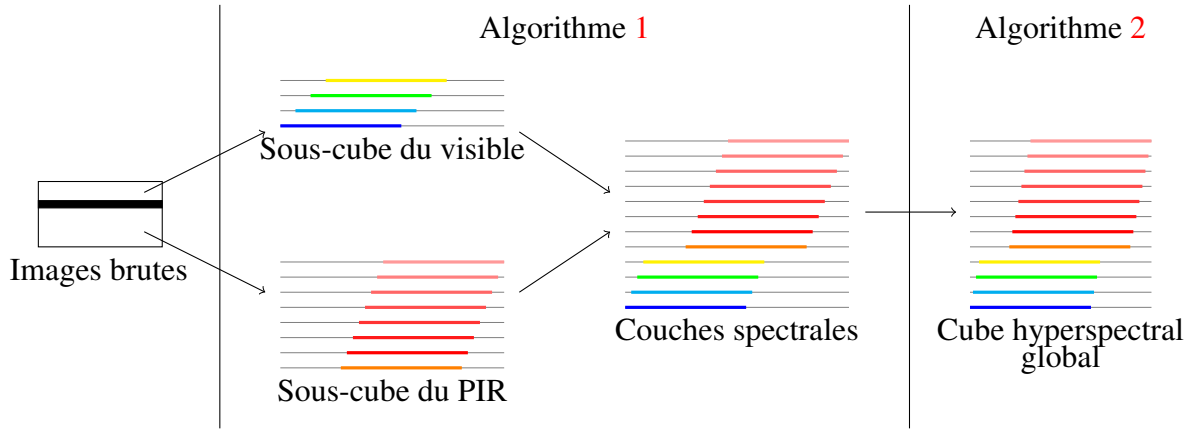 Algorithme 1
Algorithme 2
Sous-cube du visible
Images brutes
Sous-cube du PIR
Couches spectrales
Cube hyperspectral
global